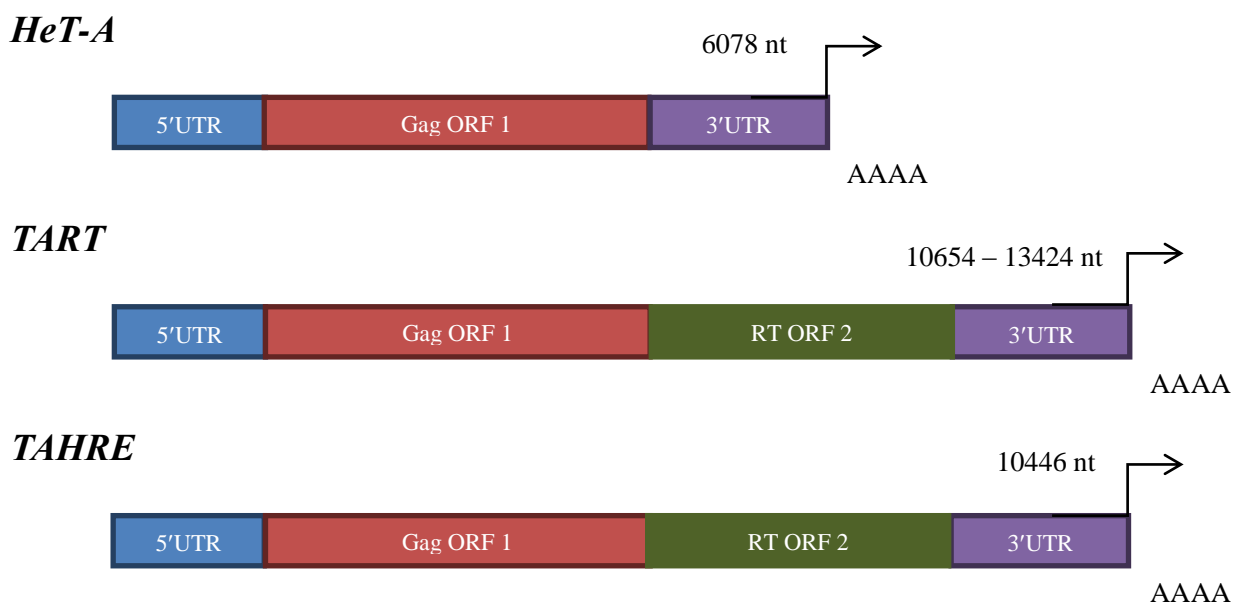 HeT-A
6078 nt
5′UTR Gag ORF 1 3′UTR
AAAA
TART
10654 – 13424 nt
5′UTR Gag ORF 1 RT ORF 2 3′UTR
AAAA
TAHRE
10446 nt
5′UTR Gag ORF 1 RT ORF 2 3′UTR
AAAA